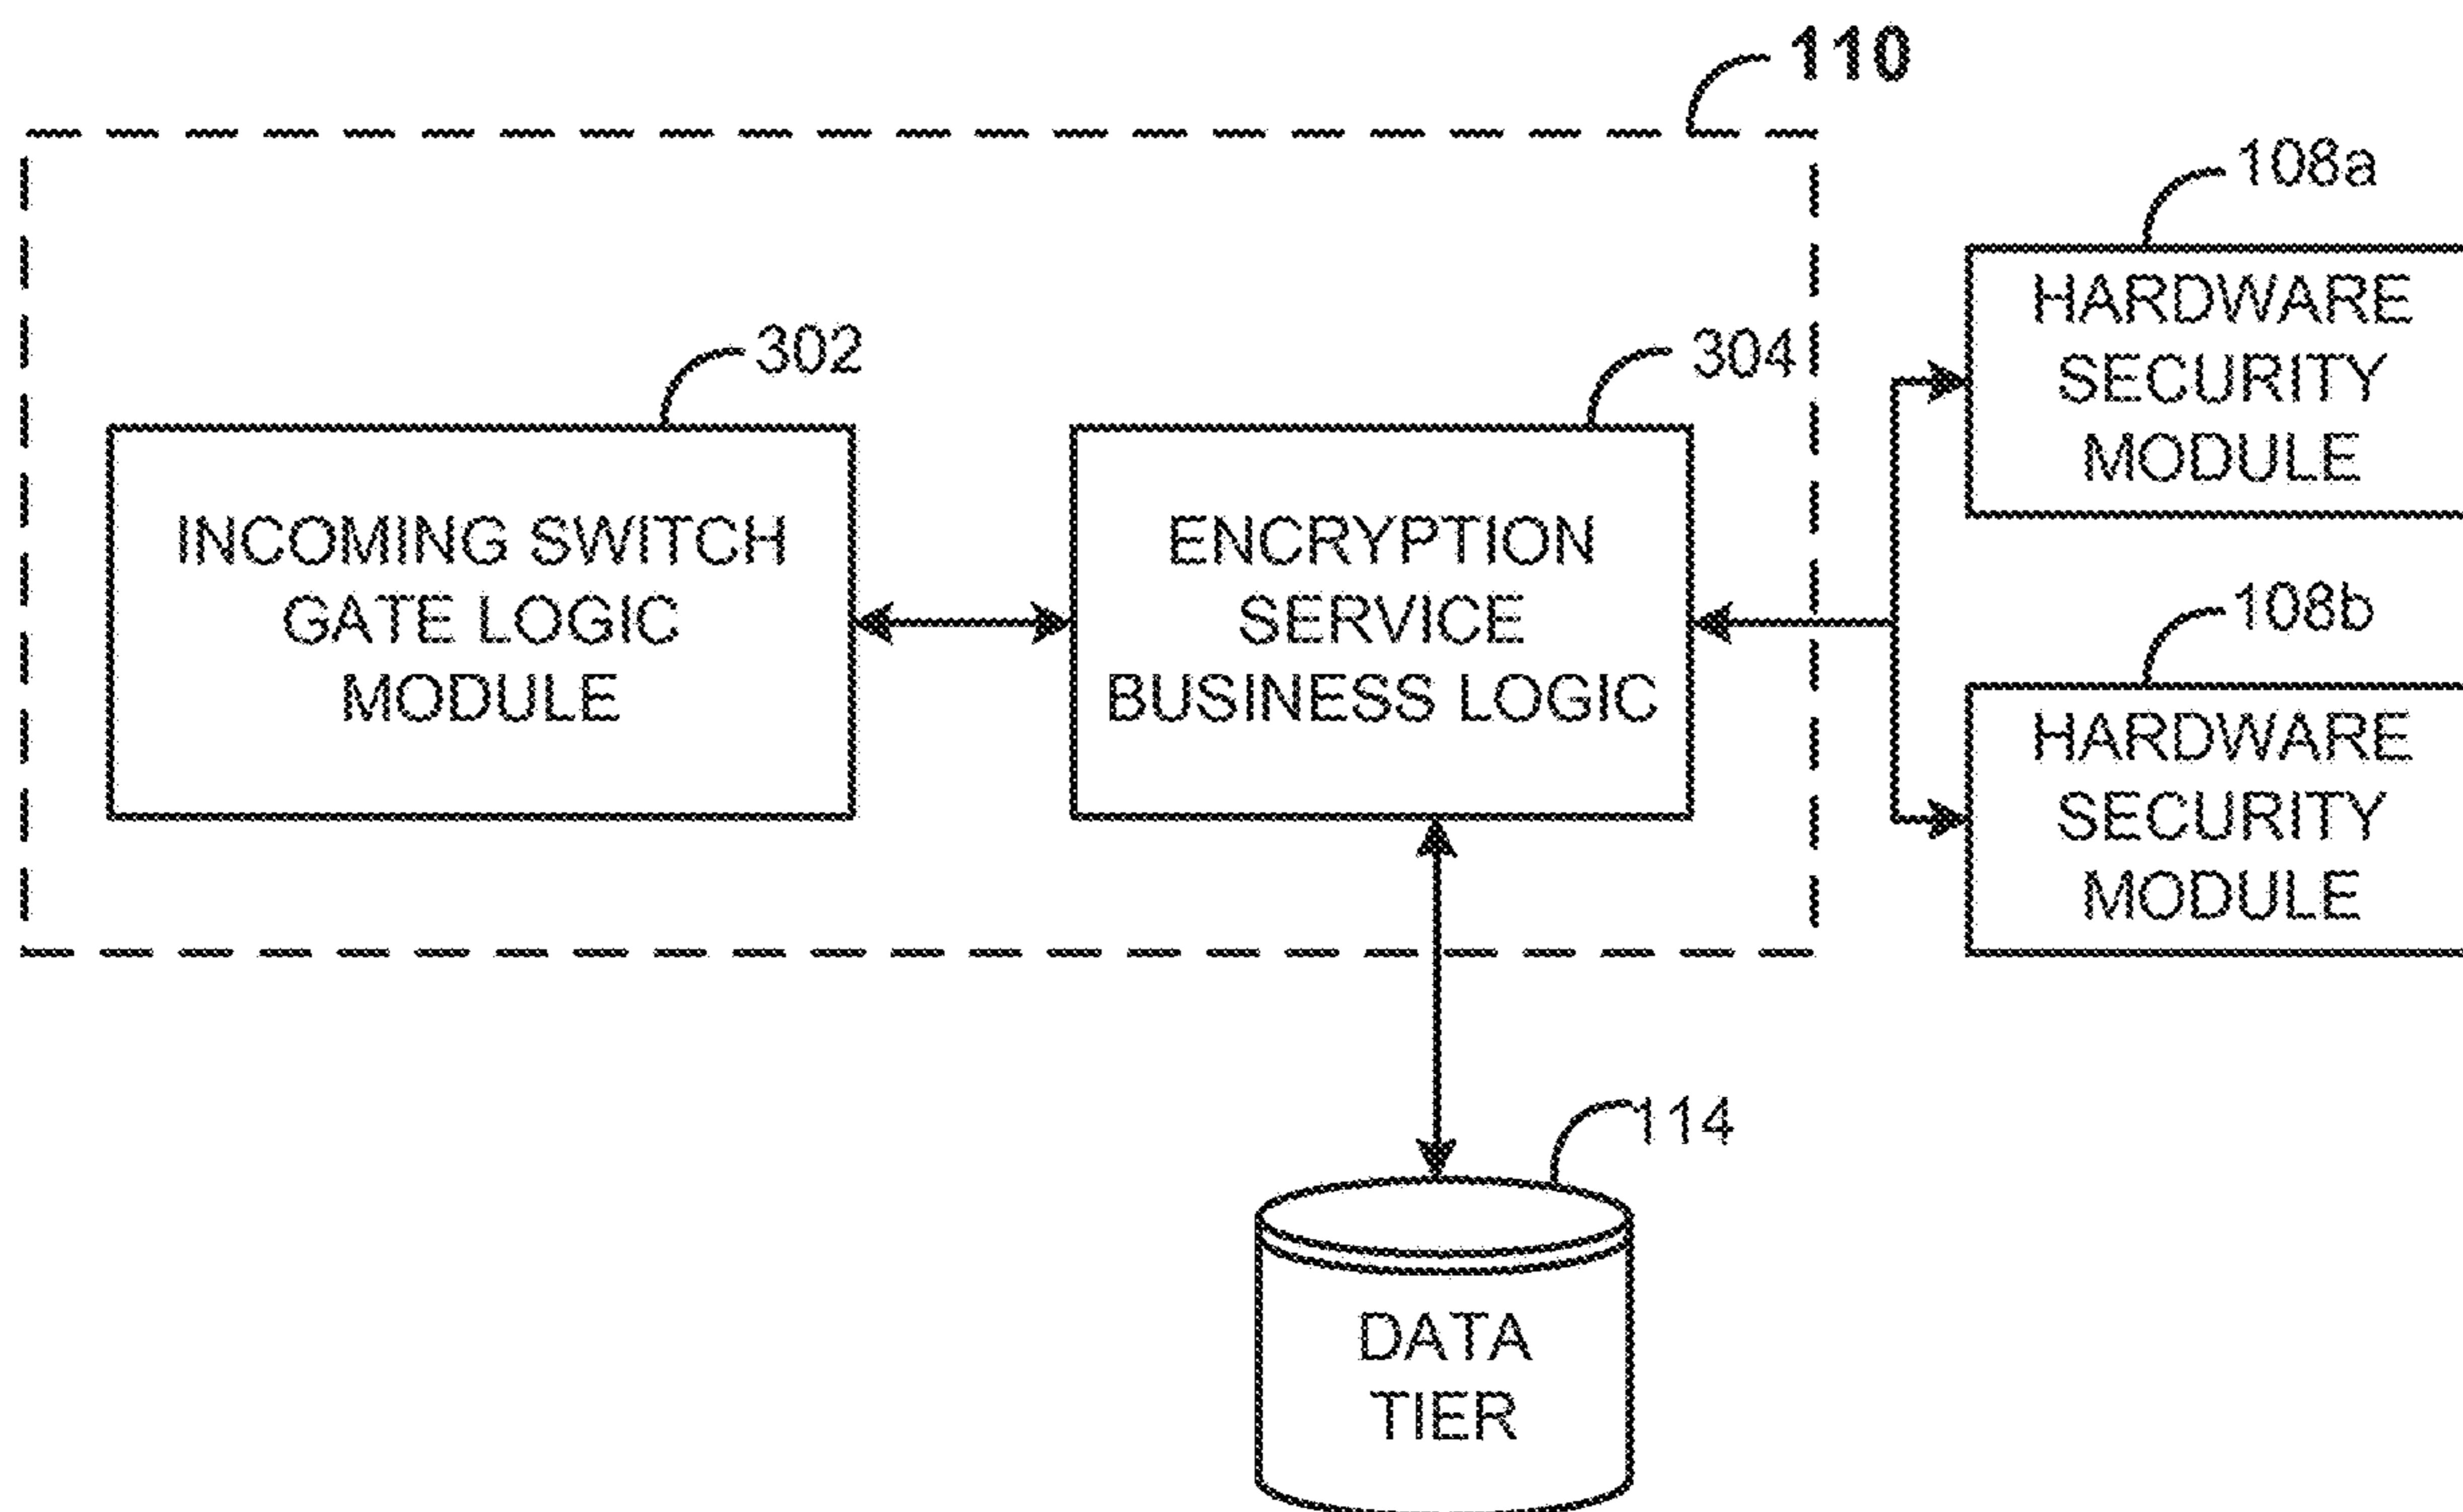 110
108a
HARDWARE
SECURITY
MODULE
302
304
INCOMING SWITCH
GATE LOGIC
MODULE
ENCRYPTION
SERVICE
BUSINESS LOGIC
108b
HARDWARE
SECURITY
MODULE
114
DATA
TIER